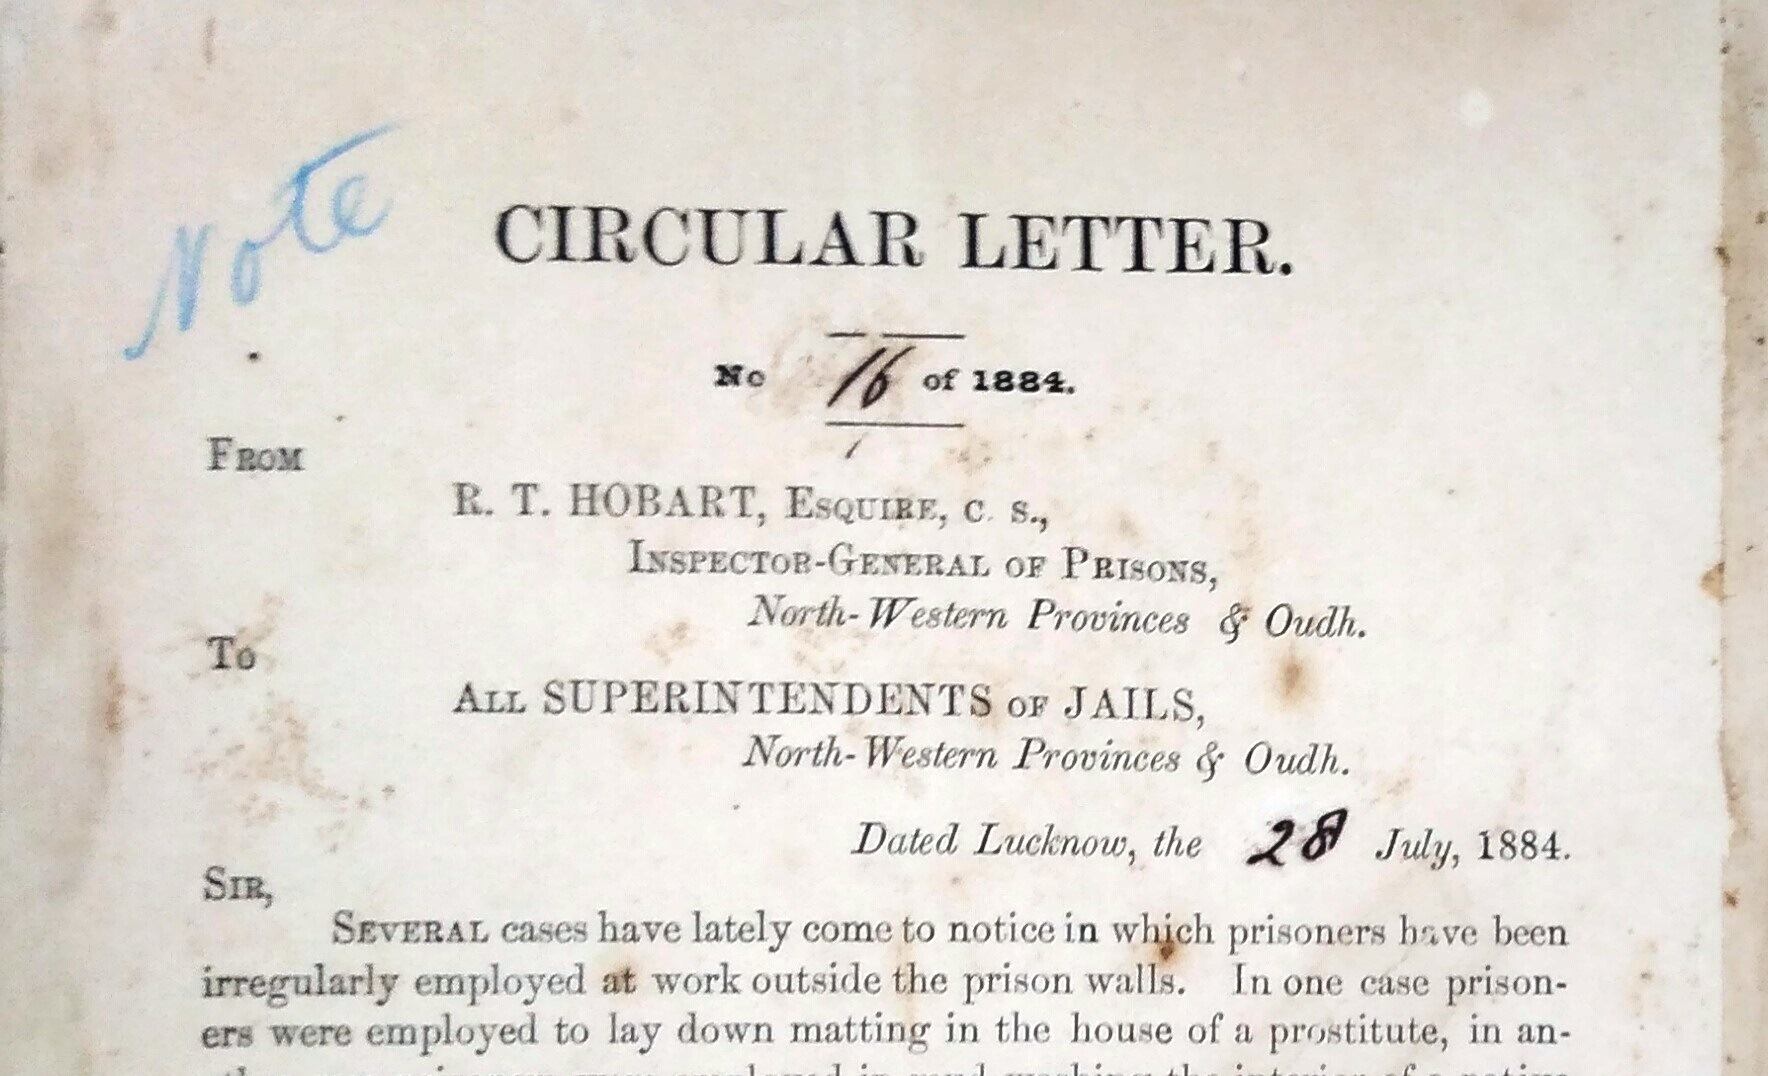 Note
CIRCULAR LETTER.
No 16 of 1884.
FROM
R. T. HOBART, ESQUIRE, C. S.,
INSPECTOR-GENERAL OF PRISONS,
North-Western Provinces & Oudh.
To
ALL SUPERINTENDENTS OF JAILS,
North-Western Provinces & Oudh.
Dated Lucknow, the 28 July, 1884.
SIR,
SEVERAL cases have lately come to notice in which prisoners have been
irregularly employed at work outside the prison walls. In one case prison-
ers were employed to lay down matting in the house of a prostitute, in an-